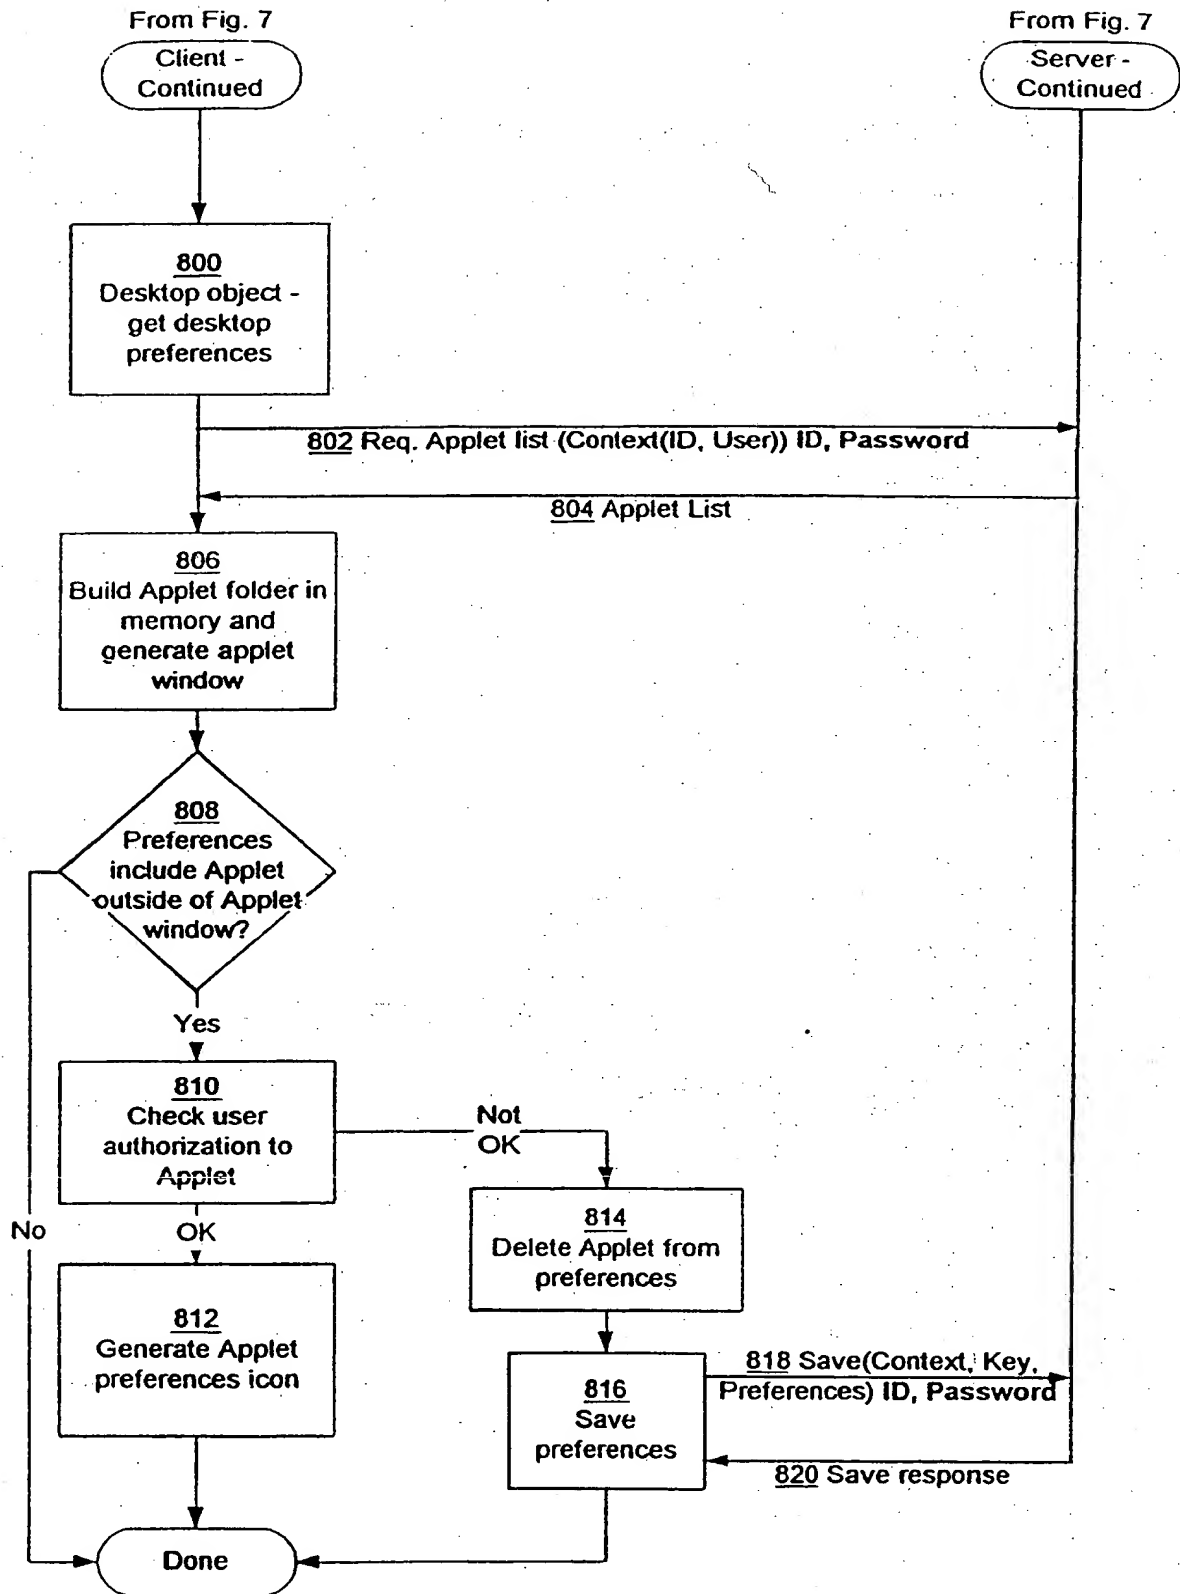 From Fig. 7
Client -
Continued
From Fig. 7
Server -
Continued
800
Desktop object -
get desktop
preferences
802 Req. Applet list (Context(ID, User)) ID, Password
804 Applet List
806
Build Applet folder in
memory and
generate applet
window
808
Preferences
include Applet
outside of Applet
window?
Yes
810
Check user
authorization to
Applet
Not
OK
No
OK
814
Delete Applet from
preferences
812
Generate Applet
preferences icon
816
Save
preferences
818 Save(Context, Key,
Preferences) ID, Password
820 Save response
Done